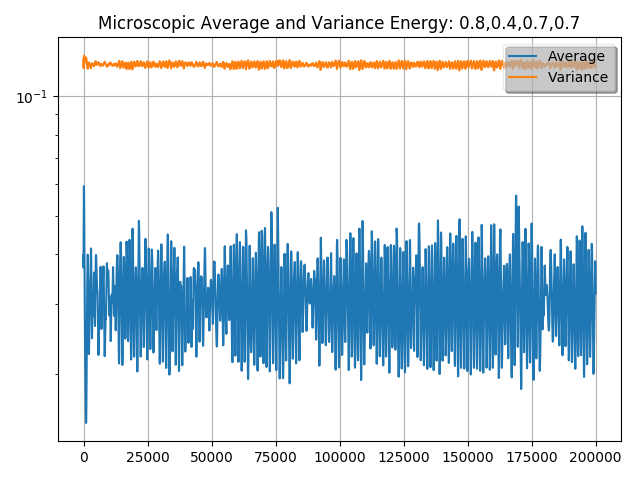 Microscopic Average and Variance Energy: 0.8,0.4,0.7,0.7
Average
Variance
10⁻¹
0 25000 50000 75000 100000 125000 150000 175000 200000